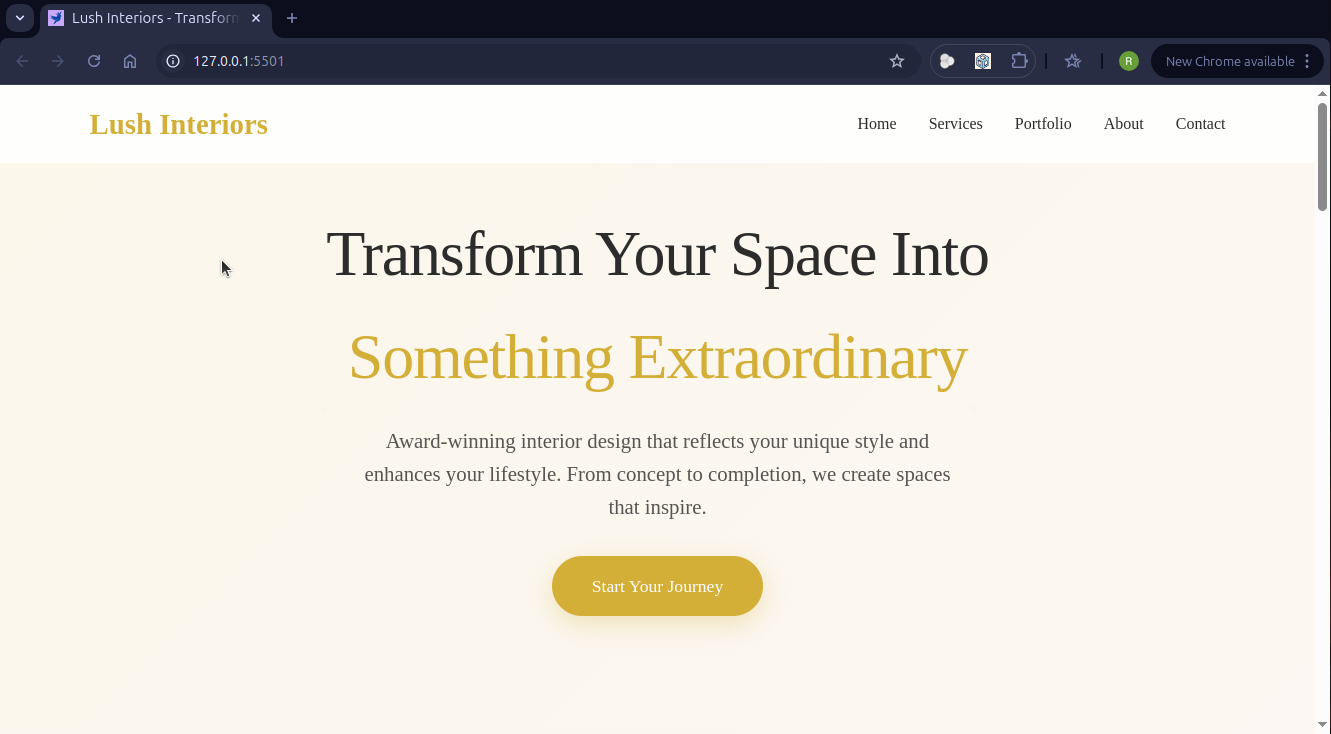 Lush Interiors - Transform
127.0.0.1:5501
R
New Chrome available
Lush Interiors
Home Services Portfolio About Contact
Transform Your Space Into
Something Extraordinary
Award-winning interior design that reflects your unique style and
enhances your lifestyle. From concept to completion, we create spaces
that inspire.
Start Your Journey